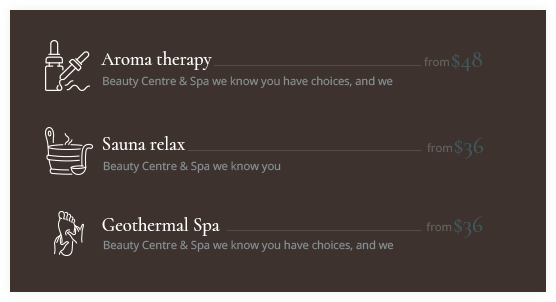 Aroma therapy from $48
Beauty Centre & Spa we know you have choices, and we
Sauna relax from $36
Beauty Centre & Spa we know you
Geothermal Spa from $36
Beauty Centre & Spa we know you have choices, and we